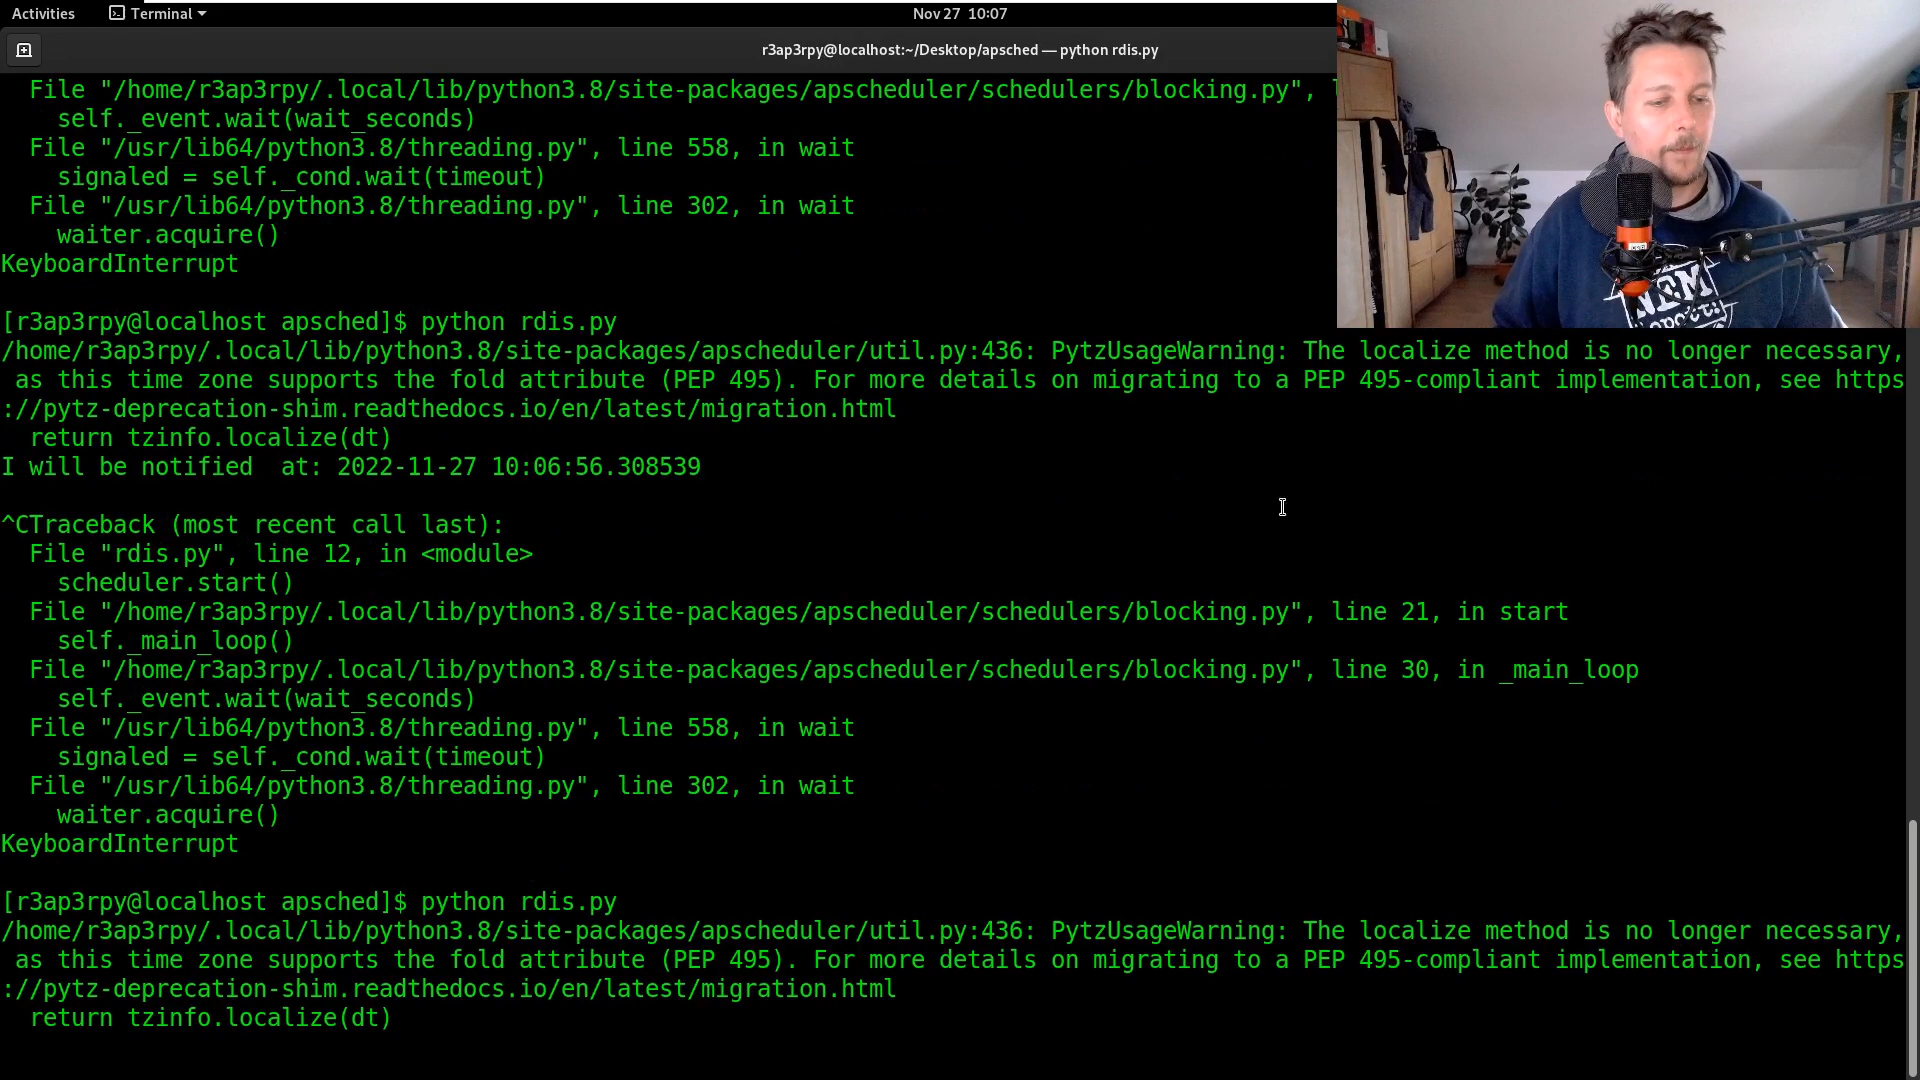 Activities
Terminal
Nov 27 10:07
r3ap3rpy@localhost:~/Desktop/apsched — python rdis.py
  File "/home/r3ap3rpy/.local/lib/python3.8/site-packages/apscheduler/schedulers/blocking.py",
    self._event.wait(wait_seconds)
  File "/usr/lib64/python3.8/threading.py", line 558, in wait
    signaled = self._cond.wait(timeout)
  File "/usr/lib64/python3.8/threading.py", line 302, in wait
    waiter.acquire()
KeyboardInterrupt
NEM
[r3ap3rpy@localhost apsched]$ python rdis.py
/home/r3ap3rpy/.local/lib/python3.8/site-packages/apscheduler/util.py:436: PytzUsageWarning: The localize method is no longer necessary,
 as this time zone supports the fold attribute (PEP 495). For more details on migrating to a PEP 495-compliant implementation, see https
://pytz-deprecation-shim.readthedocs.io/en/latest/migration.html
  return tzinfo.localize(dt)
I will be notified  at: 2022-11-27 10:06:56.308539
^CTraceback (most recent call last):
  File "rdis.py", line 12, in <module>
    scheduler.start()
  File "/home/r3ap3rpy/.local/lib/python3.8/site-packages/apscheduler/schedulers/blocking.py", line 21, in start
    self._main_loop()
  File "/home/r3ap3rpy/.local/lib/python3.8/site-packages/apscheduler/schedulers/blocking.py", line 30, in _main_loop
    self._event.wait(wait_seconds)
  File "/usr/lib64/python3.8/threading.py", line 558, in wait
    signaled = self._cond.wait(timeout)
  File "/usr/lib64/python3.8/threading.py", line 302, in wait
    waiter.acquire()
KeyboardInterrupt
[r3ap3rpy@localhost apsched]$ python rdis.py
/home/r3ap3rpy/.local/lib/python3.8/site-packages/apscheduler/util.py:436: PytzUsageWarning: The localize method is no longer necessary,
 as this time zone supports the fold attribute (PEP 495). For more details on migrating to a PEP 495-compliant implementation, see https
://pytz-deprecation-shim.readthedocs.io/en/latest/migration.html
  return tzinfo.localize(dt)